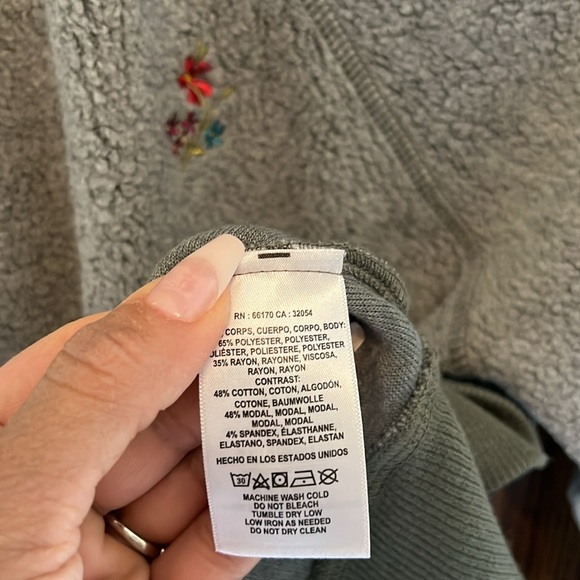 RN : 66170 CA : 32054
CORPS, CUERPO, CORPO, BODY:
65% POLYESTER, POLYESTER,
POLIÉSTER, POLIESTERE, POLYESTER
35% RAYON, RAYONNE, VISCOSA,
RAYON, RAYON
CONTRAST:
48% COTTON, COTON, ALGODÓN,
COTONE, BAUMWOLLE
48% MODAL, MODAL, MODAL,
MODAL, MODAL
4% SPANDEX, ÉLASTHANNE,
ELASTANO, SPANDEX, ELASTAN
HECHO EN ESTADOS UNIDOS
30
MACHINE WASH COLD
DO NOT BLEACH
TUMBLE DRY LOW
LOW IRON AS NEEDED
DO NOT DRY CLEAN